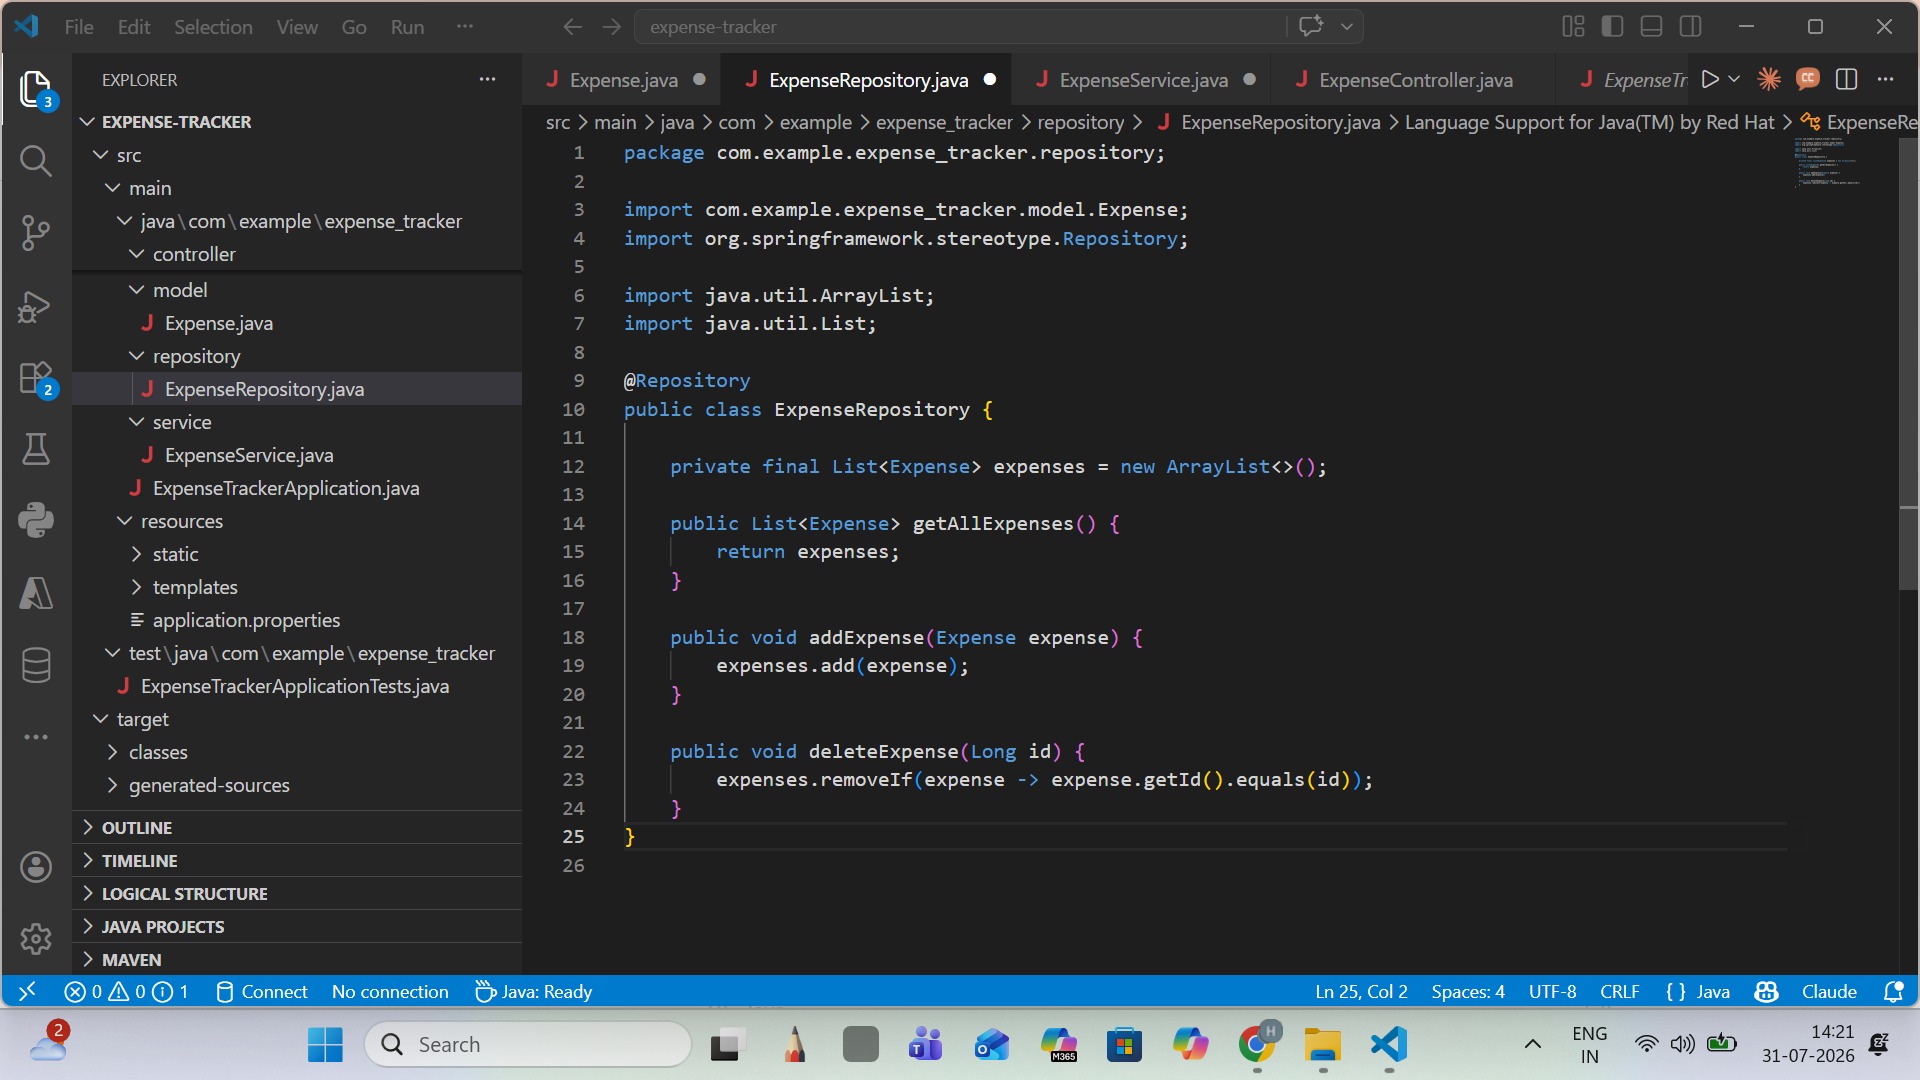 File Edit Selection View Go Run ···
expense-tracker
EXPLORER
3
EXPENSE-TRACKER
src
main
java\com\example\expense_tracker
controller
model
Expense.java
repository
ExpenseRepository.java
service
ExpenseService.java
ExpenseTrackerApplication.java
resources
static
templates
application.properties
test\java\com\example\expense_tracker
ExpenseTrackerApplicationTests.java
target
classes
generated-sources
OUTLINE
TIMELINE
LOGICAL STRUCTURE
JAVA PROJECTS
MAVEN
2
Expense.java ExpenseRepository.java ExpenseService.java ExpenseController.java ExpenseTr
CC
src > main > java > com > example > expense_tracker > repository > ExpenseRepository.java > Language Support for Java(TM) by Red Hat > ExpenseRe
1 package com.example.expense_tracker.repository;
2
3 import com.example.expense_tracker.model.Expense;
4 import org.springframework.stereotype.Repository;
5
6 import java.util.ArrayList;
7 import java.util.List;
8
9 @Repository
10 public class ExpenseRepository {
11
12 private final List<Expense> expenses = new ArrayList<>();
13
14 public List<Expense> getAllExpenses() {
15 return expenses;
16 }
17
18 public void addExpense(Expense expense) {
19 expenses.add(expense);
20 }
21
22 public void deleteExpense(Long id) {
23 expenses.removeIf(expense -> expense.getId().equals(id));
24 }
25 }
26
0 0 1 Connect No connection Java: Ready
Ln 25, Col 2 Spaces: 4 UTF-8 CRLF { } Java Claude
2
Search
M365
H
ENG
IN
14:21
31-07-2026